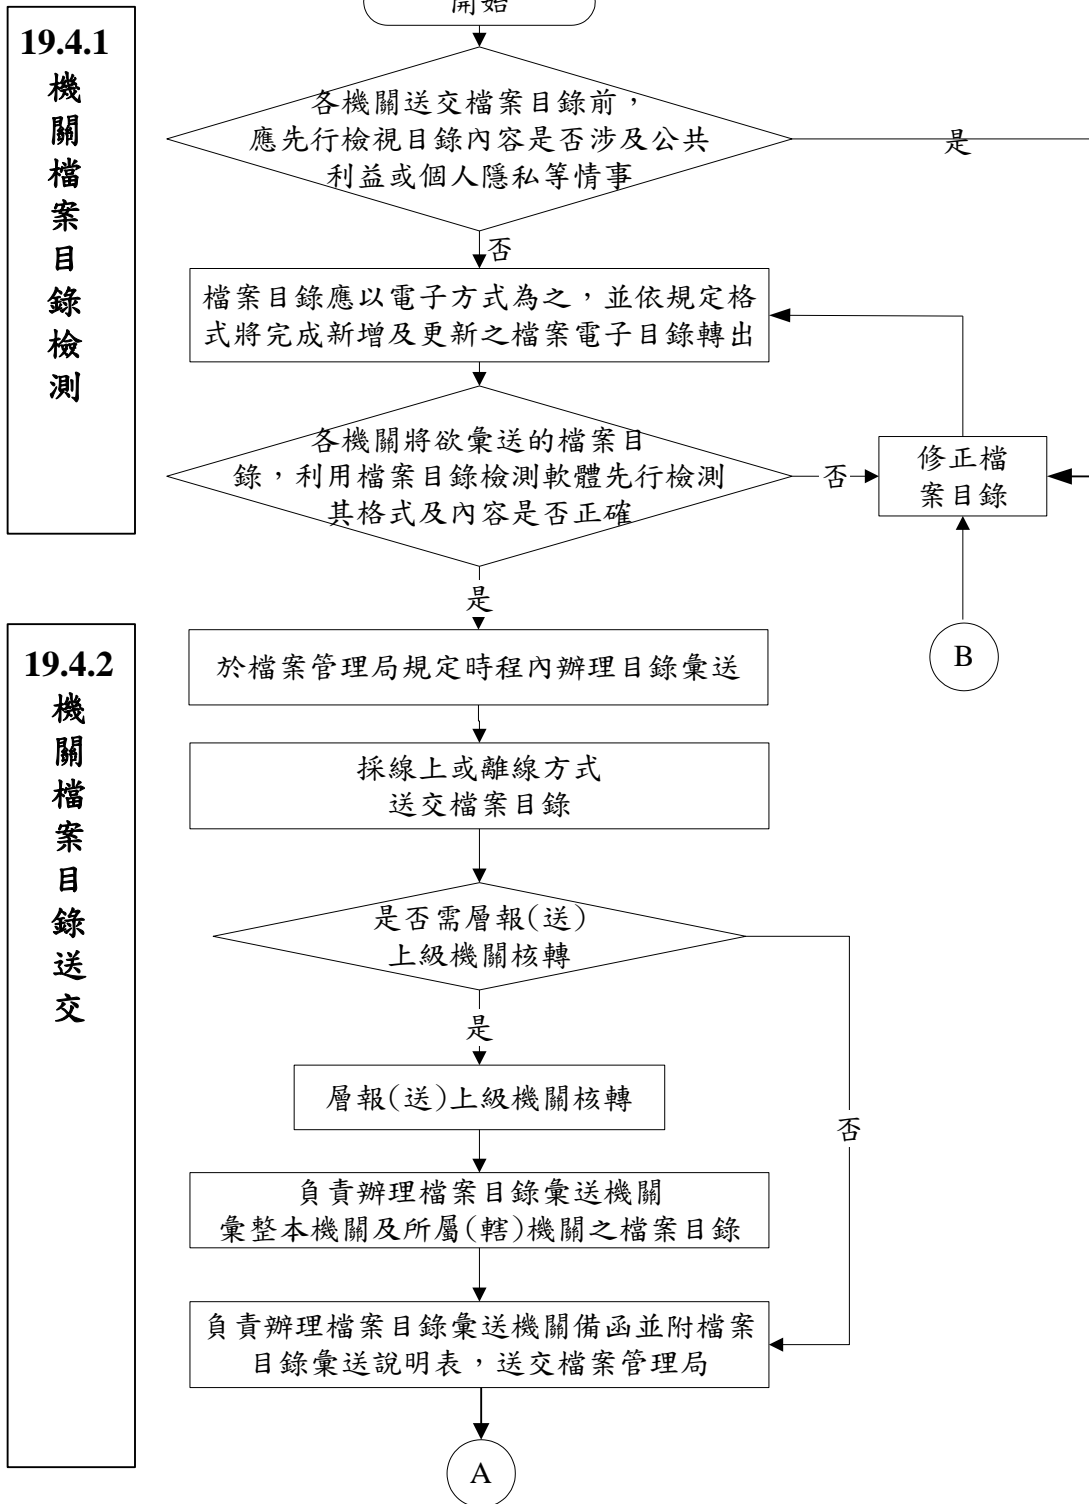 開始
19.4.1
機
關
檔
案
目
錄
檢
測
各機關送交檔案目錄前，
應先行檢視目錄內容是否涉及公共
利益或個人隱私等情事
是
否
檔案目錄應以電子方式為之，並依規定格
式將完成新增及更新之檔案電子目錄轉出
各機關將欲彙送的檔案目
錄，利用檔案目錄檢測軟體先行檢測
其格式及內容是否正確
否
修正檔
案目錄
是
B
19.4.2
機
關
檔
案
目
錄
送
交
於檔案管理局規定時程內辦理目錄彙送
採線上或離線方式
送交檔案目錄
是否需層報(送)
上級機關核轉
是
否
層報(送)上級機關核轉
負責辦理檔案目錄彙送機關
彙整本機關及所屬(轄)機關之檔案目錄
負責辦理檔案目錄彙送機關備函並附檔案
目錄彙送說明表，送交檔案管理局
A